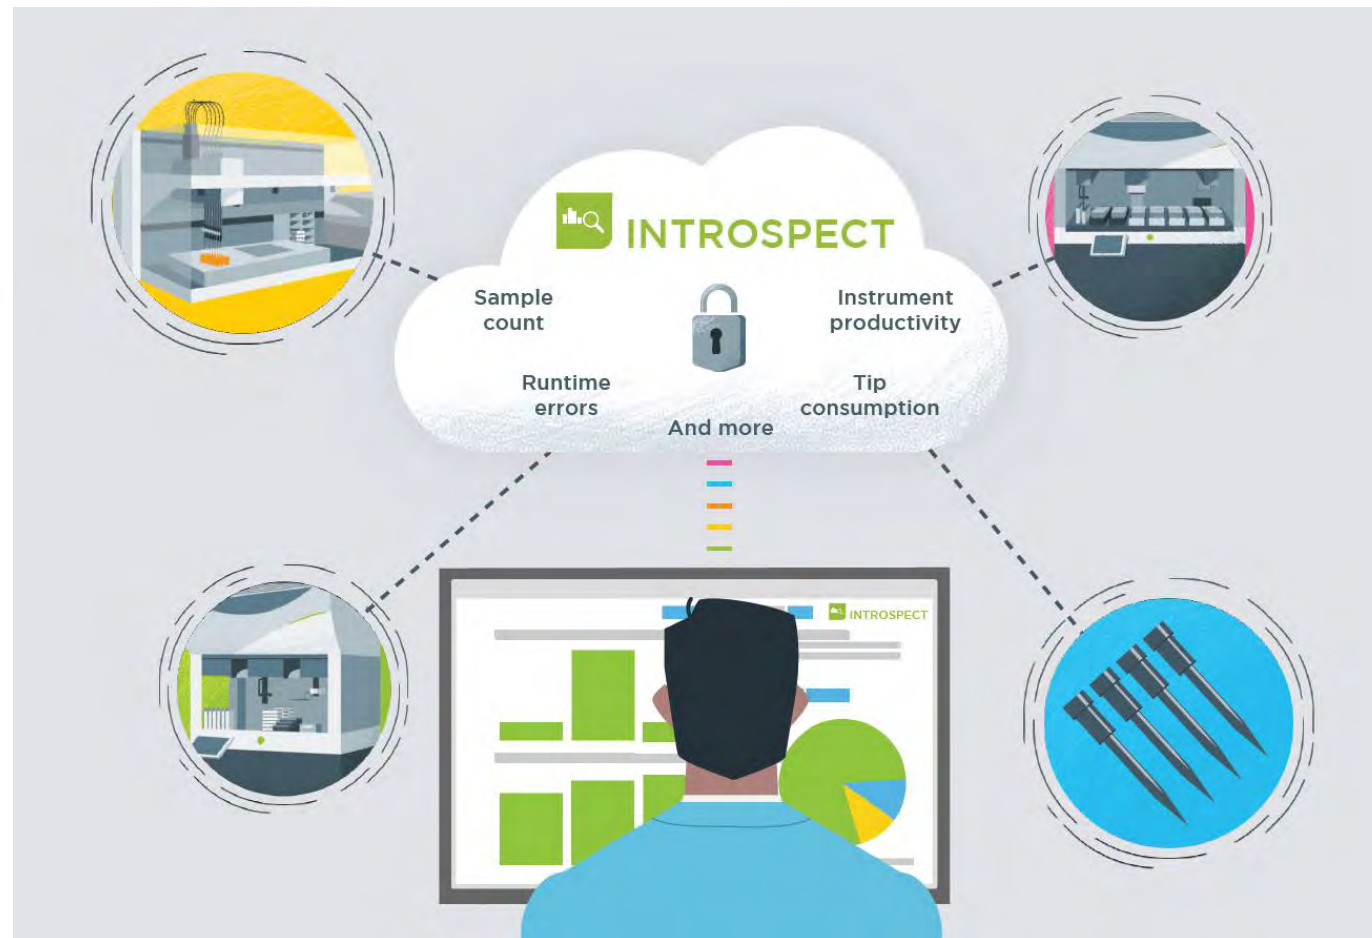 INTROSPECT
Sample
count
Instrument
productivity
Runtime
errors
Tip
consumption
And more
INTROSPECT